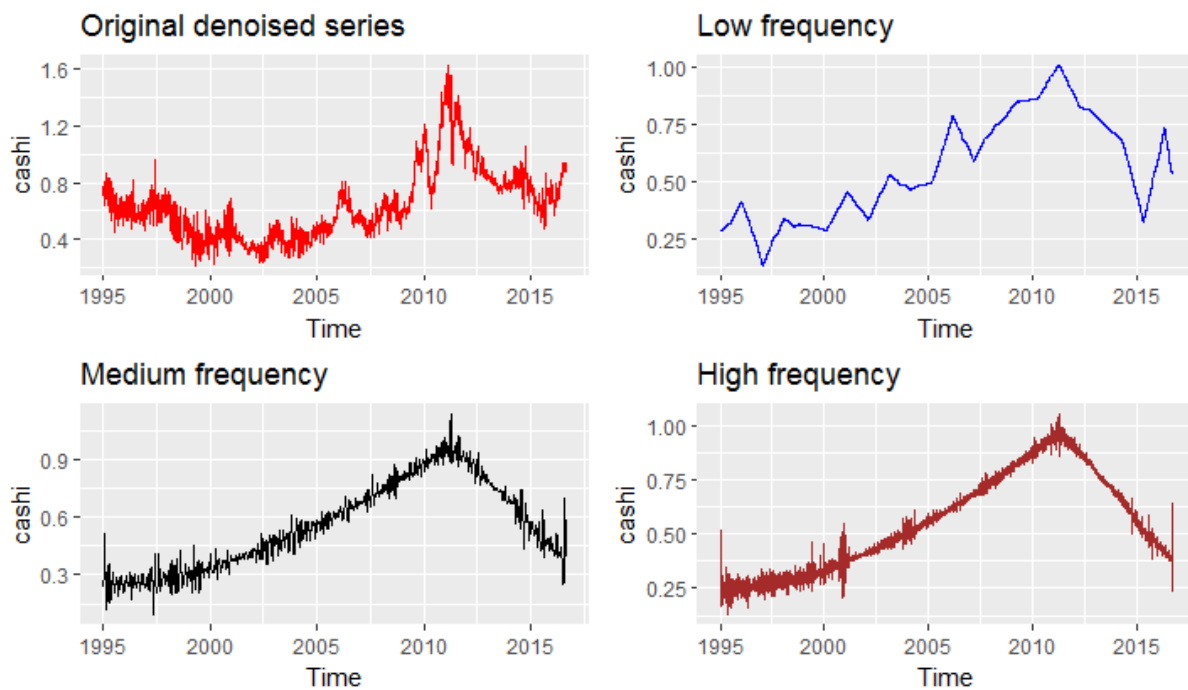 Original denoised series
1.6
1.2
0.8
0.4
cashi
1995 2000 2005 2010 2015
Time
Low frequency
1.00
0.75
0.50
0.25
cashi
1995 2000 2005 2010 2015
Time
Medium frequency
0.9
0.6
0.3
cashi
1995 2000 2005 2010 2015
Time
High frequency
1.00
0.75
0.50
0.25
cashi
1995 2000 2005 2010 2015
Time